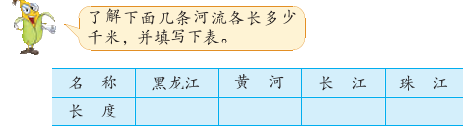 了解下面几条河流各长多少
千米，并填写下表。
名 称 黑龙江 黄 河 长 江 珠 江
长 度